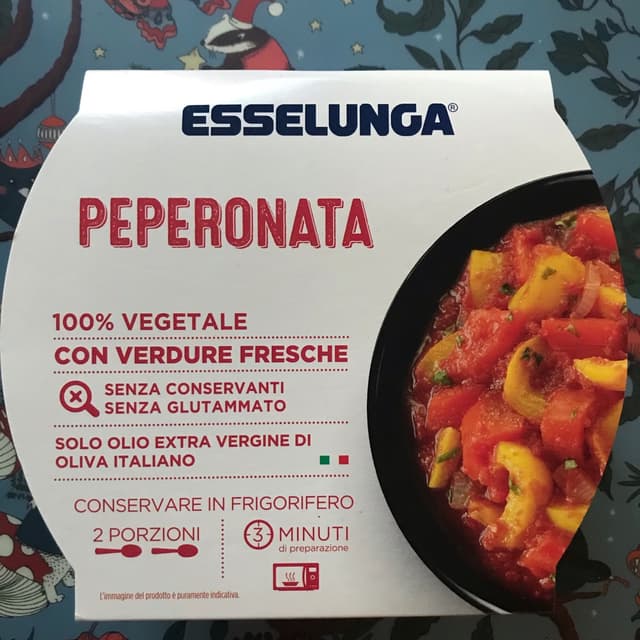 ESSELUNGA®
PEPERONATA
100% VEGETALE
CON VERDURE FRESCHE
SENZA CONSERVANTI
SENZA GLUTAMMATO
SOLO OLIO EXTRA VERGINE DI
OLIVA ITALIANO
CONSERVARE IN FRIGORIFERO
2 PORZIONI
3 MINUTI
di preparazione
L'immagine del prodotto è puramente indicativa.